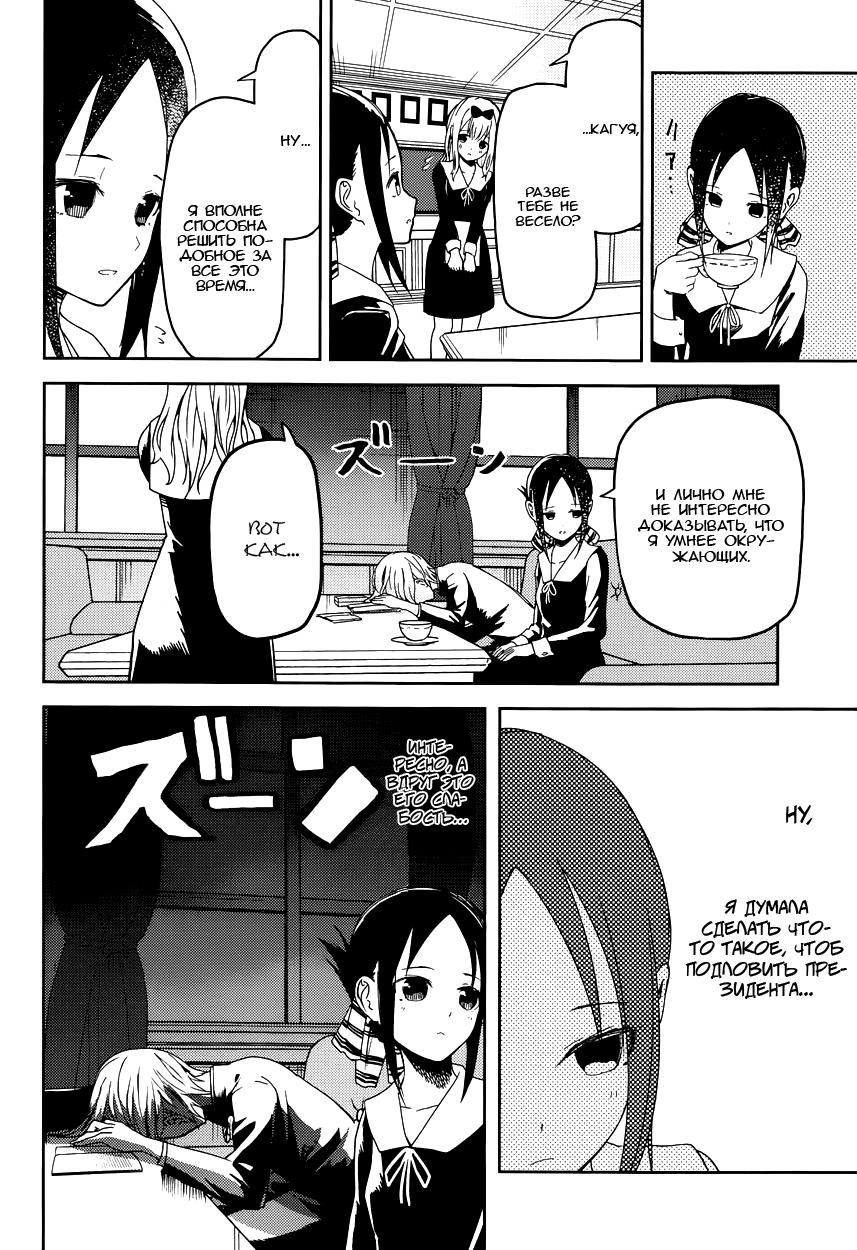 ...КАГУЯ,
РАЗВЕ
ТЕБЕ НЕ
ВЕСЕЛО?
НУ...
Я ВПОЛНЕ
СПОСОБНА
РЕШИТЬ ПО-
ДОБНОЕ ЗА
ВСЕ ЭТО
ВРЕМЯ...
И ЛИЧНО МНЕ
НЕ ИНТЕРЕСНО
ДОКАЗЫВАТЬ, ЧТО
Я УМНЕЕ ОКРУ-
ЖАЮЩИХ.
ズーン
ВОТ
КАК...
НУ,
Я ДУМАЛА
СДЕЛАТЬ ЧТО-
ТО ТАКОЕ, ЧТОБ
ПОДЛОВИТЬ ПРЕ-
ЗИДЕНТА...
ИНТЕ-
РЕСНО, А
ВДРУГ ЭТО
ЕГО СЛА-
БОСТЬ...
ズーン